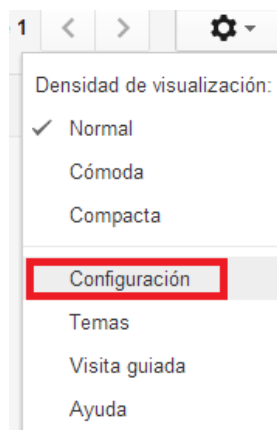 1
Densidad de visualización:
Normal
Cómoda
Compacta
Configuración
Temas
Visita guiada
Ayuda